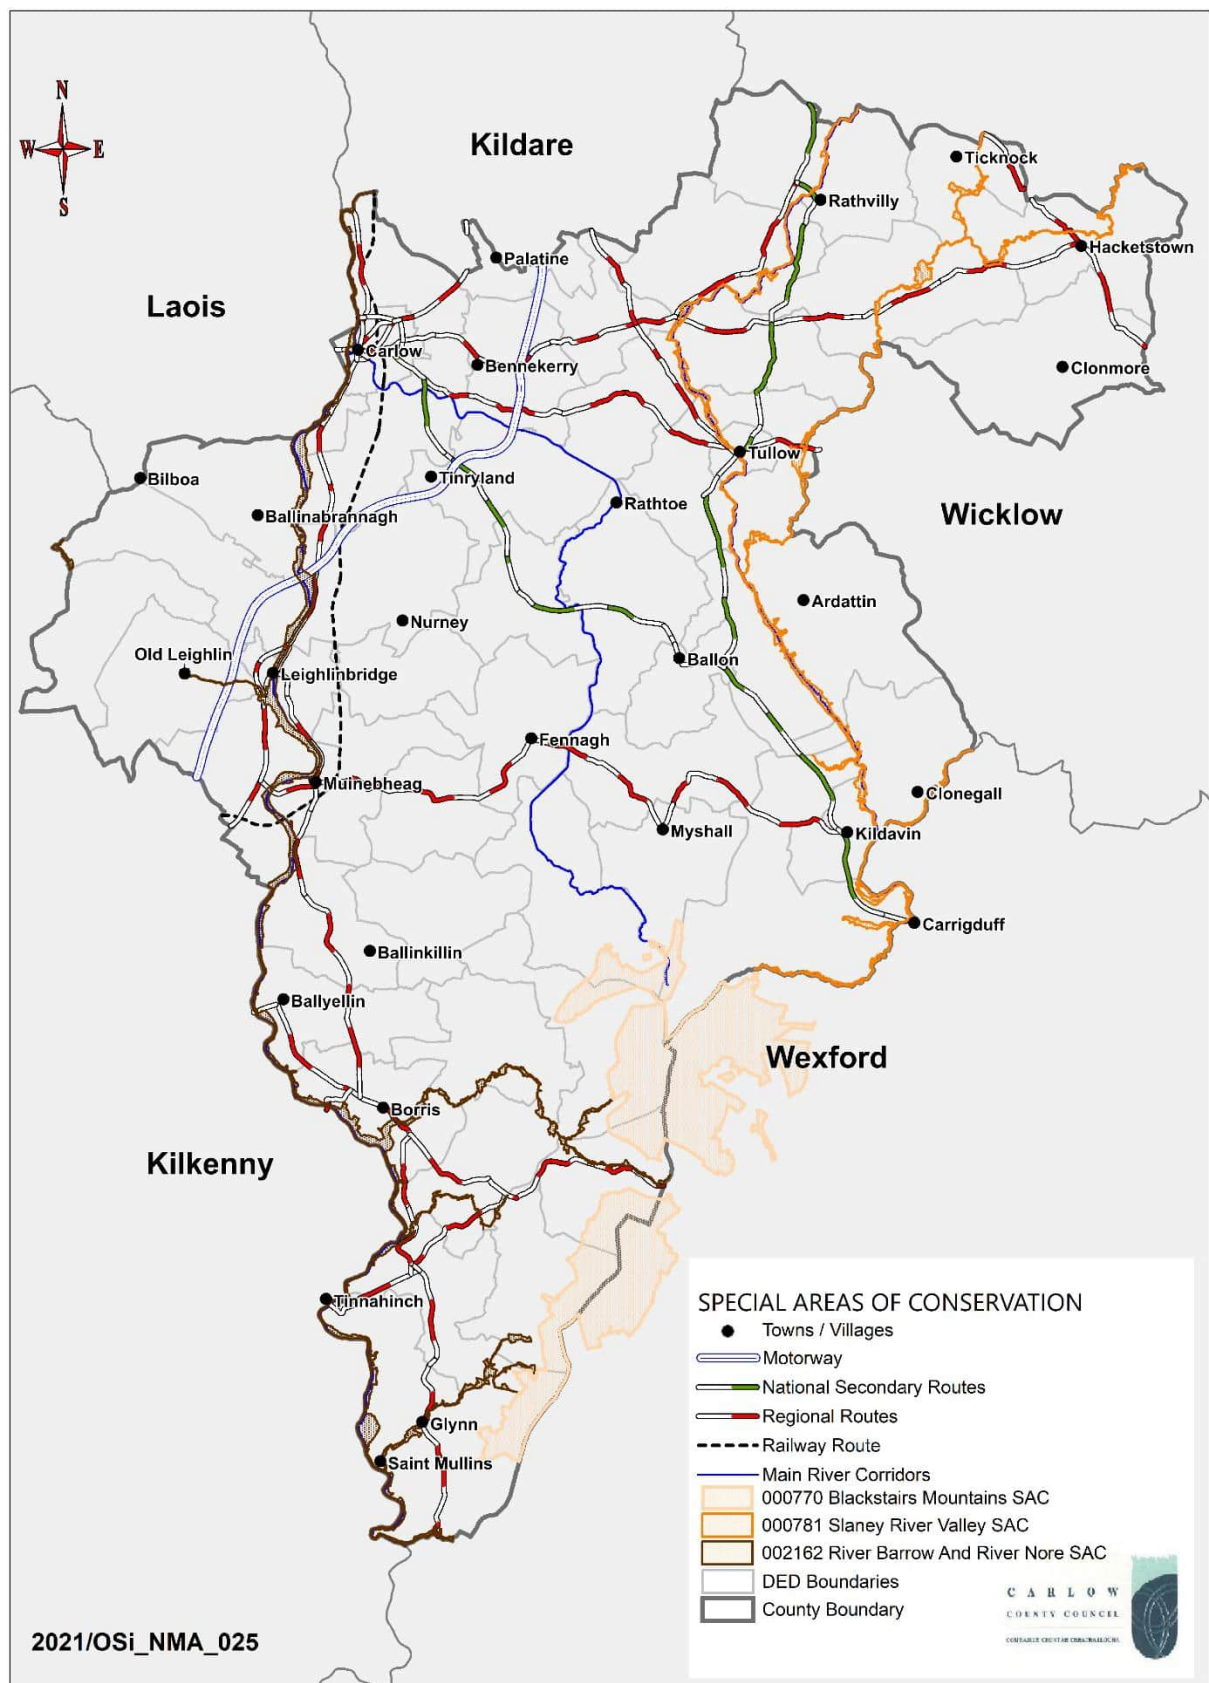 N
W E
S
Kildare
Ticknock
Rathvilly
Hacketstown
Palatine
Laois
Carlow
Bennekerry
Clonmore
Tullow
Bilboa
Tinryland
Rathtoe
Ballinabrannagh
Wicklow
Ardattin
Nurney
Old Leighlin
Leighlinbridge
Ballon
Fennagh
Muinebheag
Clonegall
Myshall
Kildavin
Carrigduff
Ballinkillin
Ballyellin
Wexford
Borris
Kilkenny
Tinnahinch
Glynn
Saint Mullins
SPECIAL AREAS OF CONSERVATION
Towns / Villages
Motorway
National Secondary Routes
Regional Routes
Railway Route
Main River Corridors
000770 Blackstairs Mountains SAC
000781 Slaney River Valley SAC
002162 River Barrow And River Nore SAC
DED Boundaries
County Boundary
CARLOW
COUNTY COUNCIL
2021/OSi_NMA_025